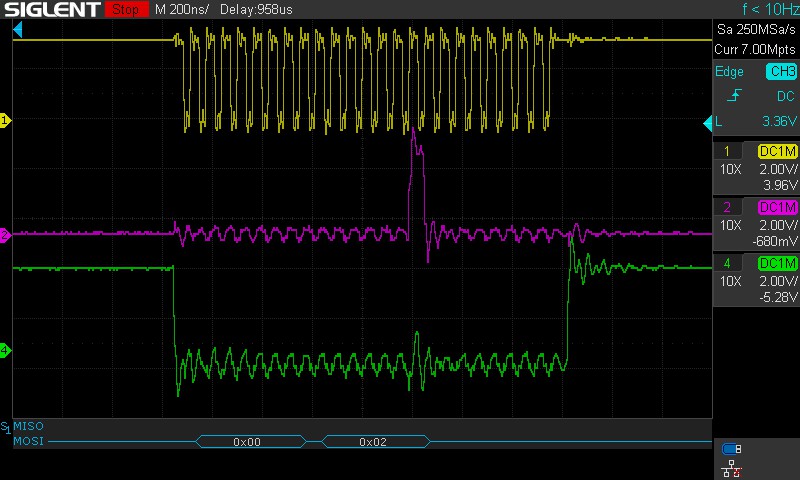 SIGLENT Stop M 200ns/ Delay:958us f < 10Hz
Sa 250MSa/s
Curr 7.00Mpts
Edge CH3
DC
L 3.36V
1 DC1M
10X 2.00V/
3.96V
2 DC1M
10X 2.00V/
-680mV
4 DC1M
10X 2.00V/
-5.28V
1
2
4
S1 MISO
MOSI 0x00 0x02